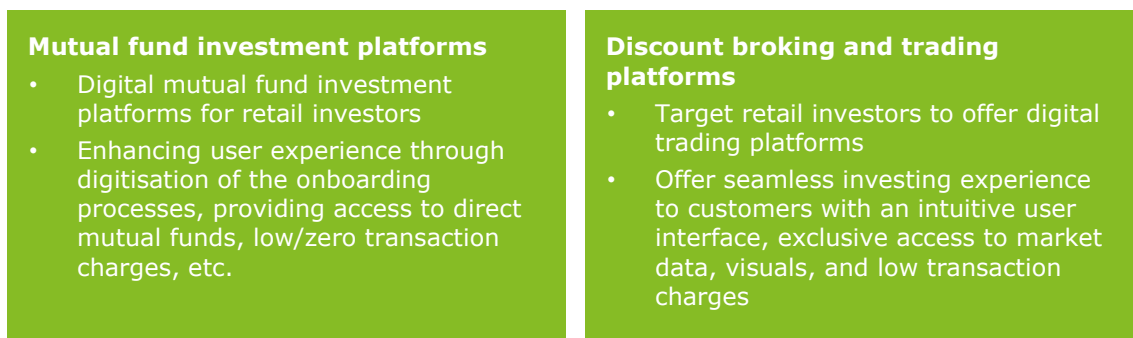 Mutual fund investment platforms
• Digital mutual fund investment
platforms for retail investors
• Enhancing user experience through
digitisation of the onboarding
processes, providing access to direct
mutual funds, low/zero transaction
charges, etc.
Discount broking and trading
platforms
• Target retail investors to offer digital
trading platforms
• Offer seamless investing experience
to customers with an intuitive user
interface, exclusive access to market
data, visuals, and low transaction
charges